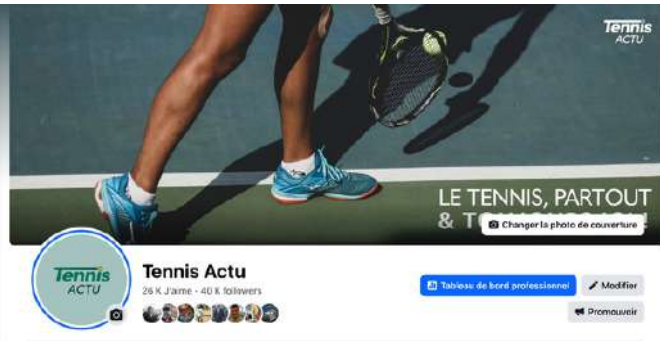 Tennis
ACTU
LE TENNIS, PARTOUT
&
Changer la photo de couverture
Tennis
ACTU
Tennis Actu
26 K J'aime • 40 K followers
Tableau de bord professionnel
Modifier
Promouvoir